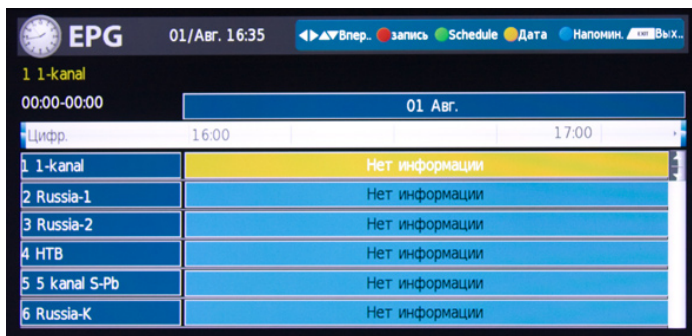 EPG 01/Авг. 16:35 Впер.. запись Schedule Дата Напомин. EXIT Вых..
1 1-kanal
00:00-00:00 01 Авг.
Цифр. 16:00 17:00
1 1-kanal Нет информации
2 Russia-1 Нет информации
3 Russia-2 Нет информации
4 НТВ Нет информации
5 5 kanal S-Pb Нет информации
6 Russia-K Нет информации